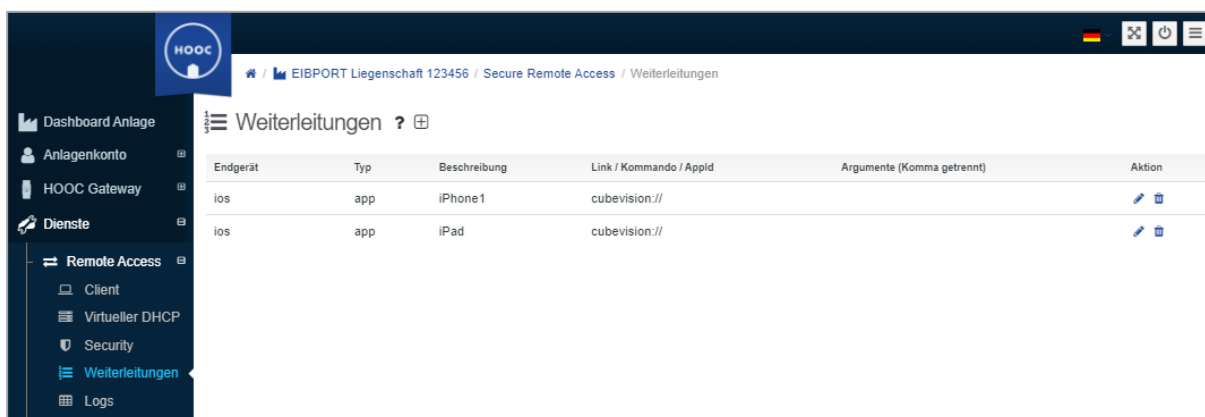 HOOC
/ EIBPORT Liegenschaft 123456 / Secure Remote Access / Weiterleitungen
Dashboard Anlage
Anlagenkonto
HOOC Gateway
Dienste
Remote Access
Client
Virtueller DHCP
Security
Weiterleitungen
Logs
Weiterleitungen ?
Endgerät Typ Beschreibung Link / Kommando / AppId Argumente (Komma getrennt) Aktion
ios app iPhone1 cubevision://
ios app iPad cubevision://